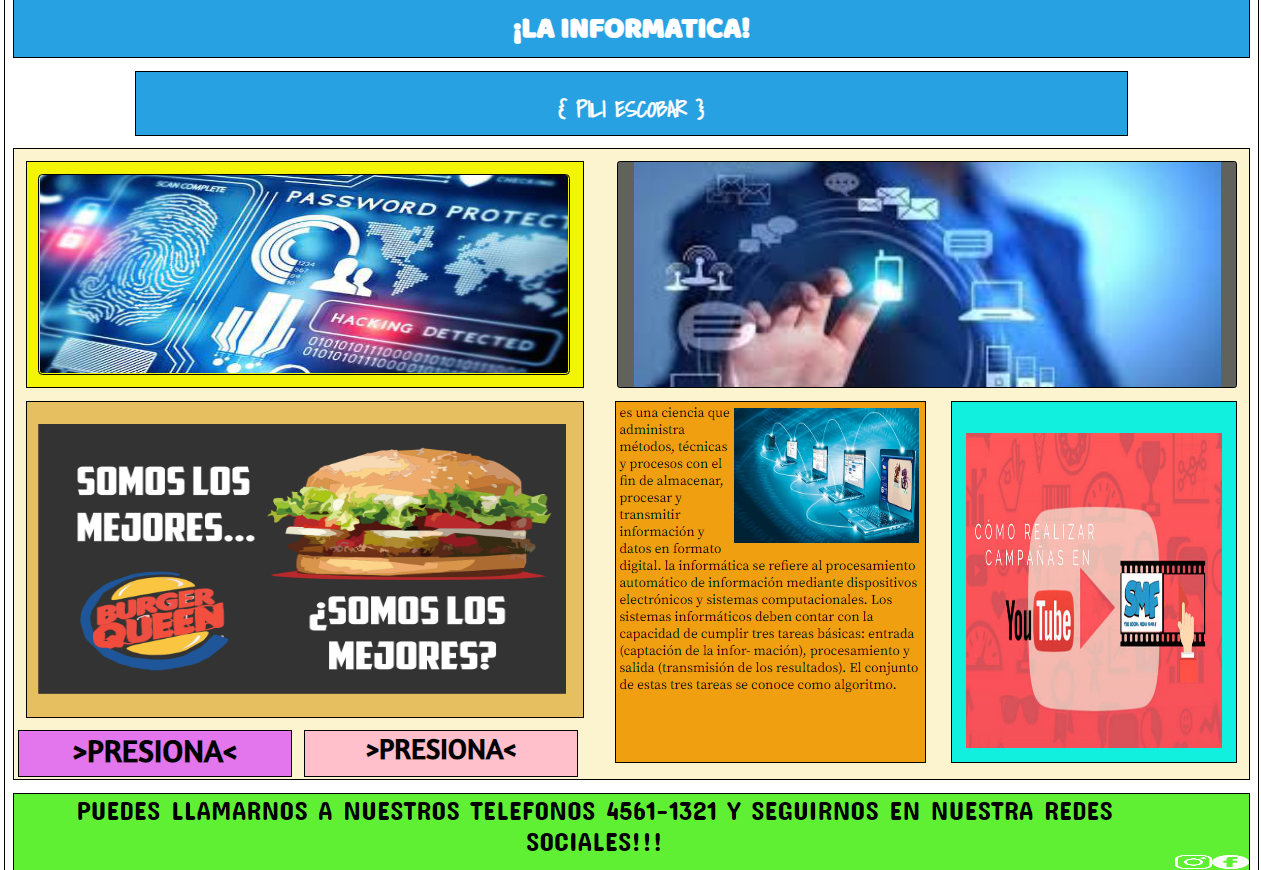 ¡LA INFORMATICA!
{ PILI ESCOBAR }
SCAN COMPLETE
CHECKING
PASSWORD PROTECT
1234
567
HACKING DETECTED
SOMOS LOS
MEJORES...
BURGER
QUEEN
¿SOMOS LOS
MEJORES?
es una ciencia que
administra
métodos, técnicas
y procesos con el
fin de almacenar,
procesar y
transmitir
información y
datos en formato
digital. la informática se refiere al procesamiento
automático de información mediante dispositivos
electrónicos y sistemas computacionales. Los
sistemas informáticos deben contar con la
capacidad de cumplir tres tareas básicas: entrada
(captación de la infor- mación), procesamiento y
salida (transmisión de los resultados). El conjunto
de estas tres tareas se conoce como algoritmo.
CÓMO REALIZAR
CAMPAÑAS EN
YouTube
SMF
>PRESIONA<
>PRESIONA<
PUEDES LLAMARNOS A NUESTROS TELEFONOS 4561-1321 Y SEGUIRNOS EN NUESTRA REDES
SOCIALES!!!